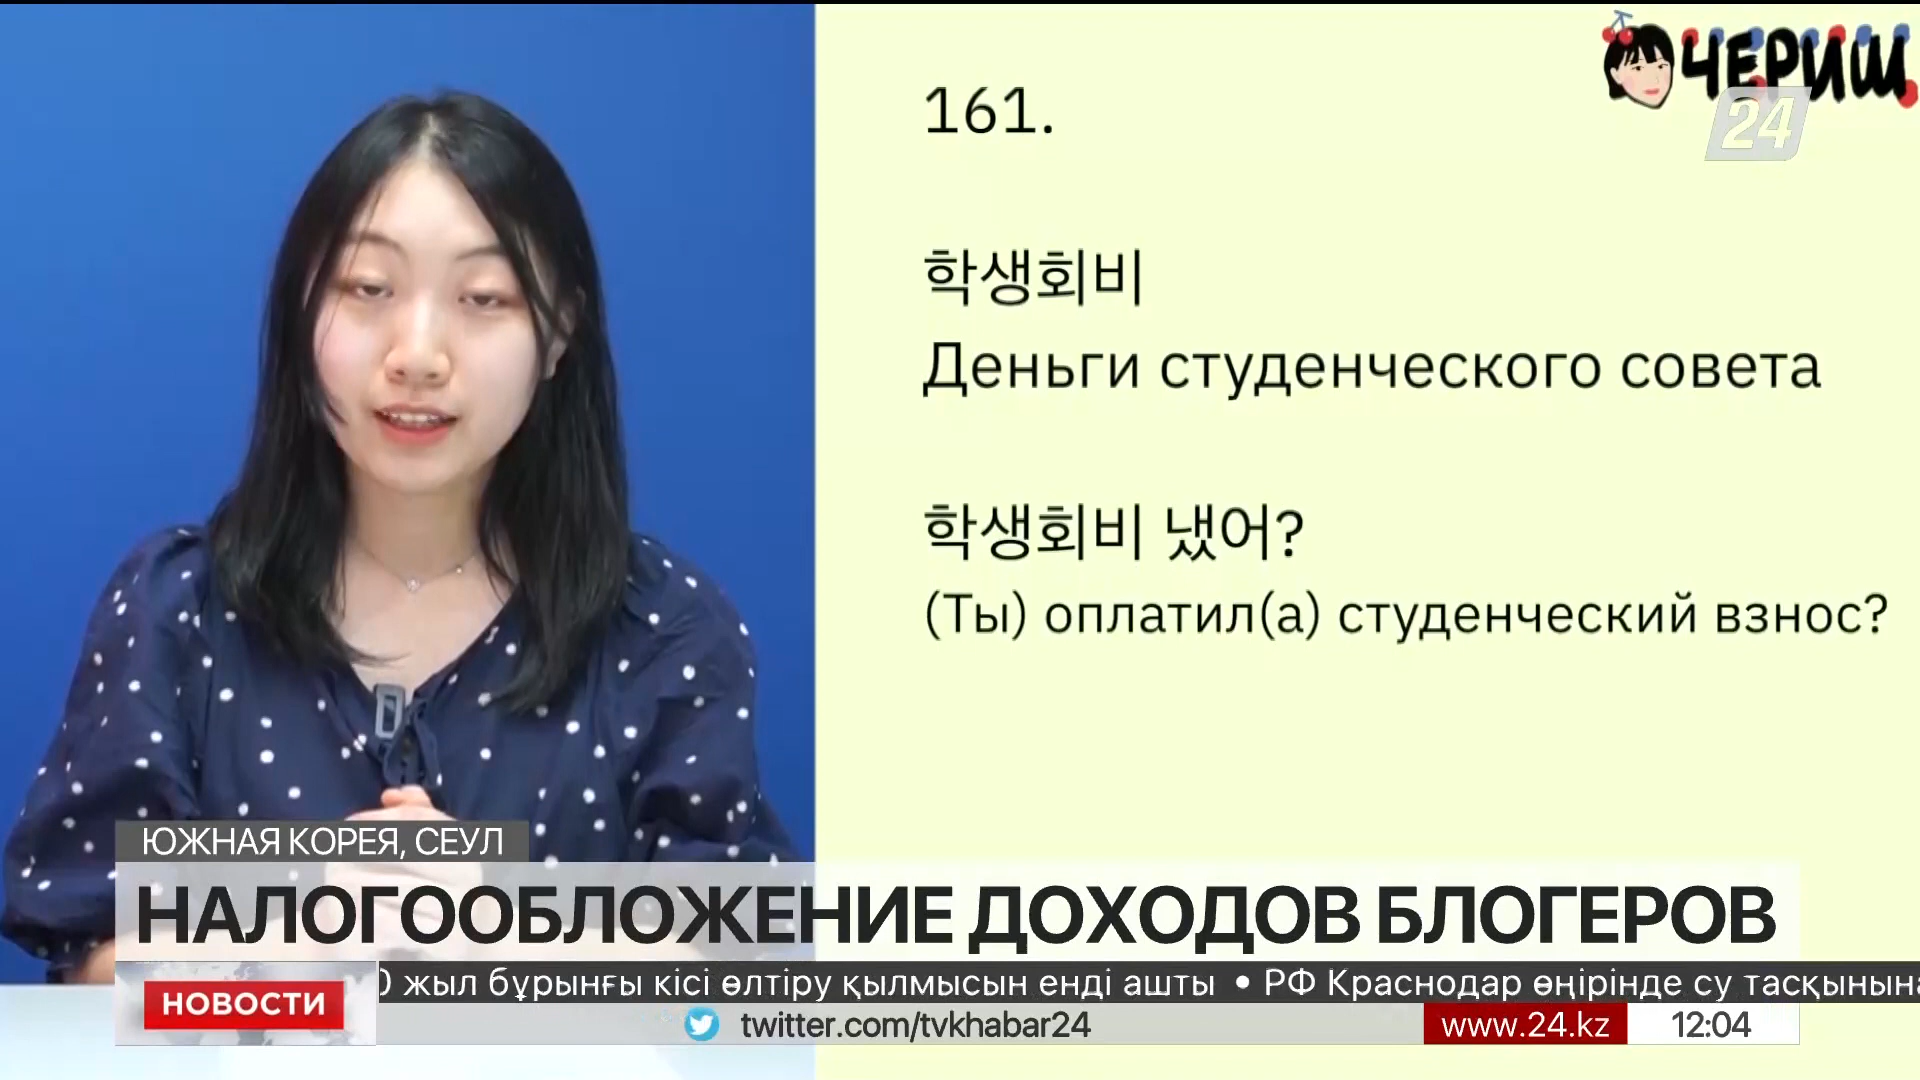 ЧЕРИШ
24
161.
학생회비
Деньги студенческого совета
학생회비 냈어?
(Ты) оплатил(а) студенческий взнос?
ЮЖНАЯ КОРЕЯ, СЕУЛ
НАЛОГООБЛОЖЕНИЕ ДОХОДОВ БЛОГЕРОВ
жыл бұрынғы кісі өлтіру қылмысын енді ашты • РФ Краснодар өңірінде су
НОВОСТИ
twitter.com/tvkhabar24
www.24.kz
12:04